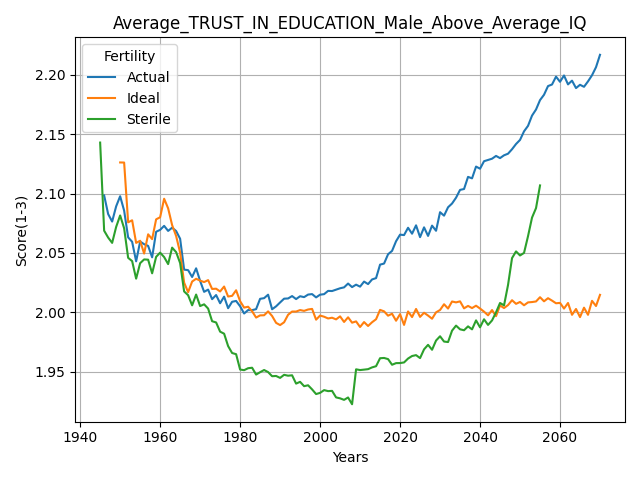 Average_TRUST_IN_EDUCATION_Male_Above_Average_IQ
Fertility
Actual
Ideal
Sterile
Score(1-3)
2.20
2.15
2.10
2.05
2.00
1.95
1940 1960 1980 2000 2020 2040 2060
Years